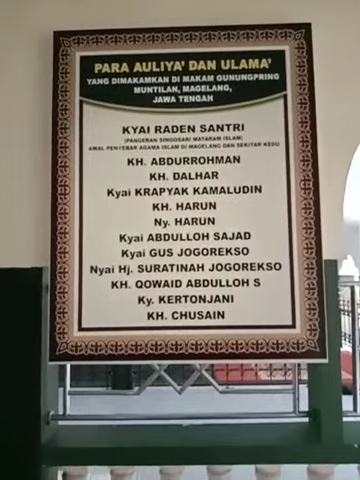 PARA AULIYA' DAN ULAMA'
YANG DIMAKAMKAN DI MAKAM GUNUNGPRING
MUNTILAN, MAGELANG,
JAWA TENGAH
KYAI RADEN SANTRI
(PANGERAN SINGOSARI MATARAM ISLAM)
AWAL PENYEBAR AGAMA ISLAM DI MAGELANG DAN SEKITAR KEDU
KH. ABDURROHMAN
KH. DALHAR
Kyai KRAPYAK KAMALUDIN
KH. HARUN
Ny. HARUN
Kyai ABDULLOH SAJAD
Kyai GUS JOGOREKSO
Nyai Hj. SURATINAH JOGOREKSO
KH. QOWAID ABDULLOH S
Ky. KERTONJANI
KH. CHUSAIN